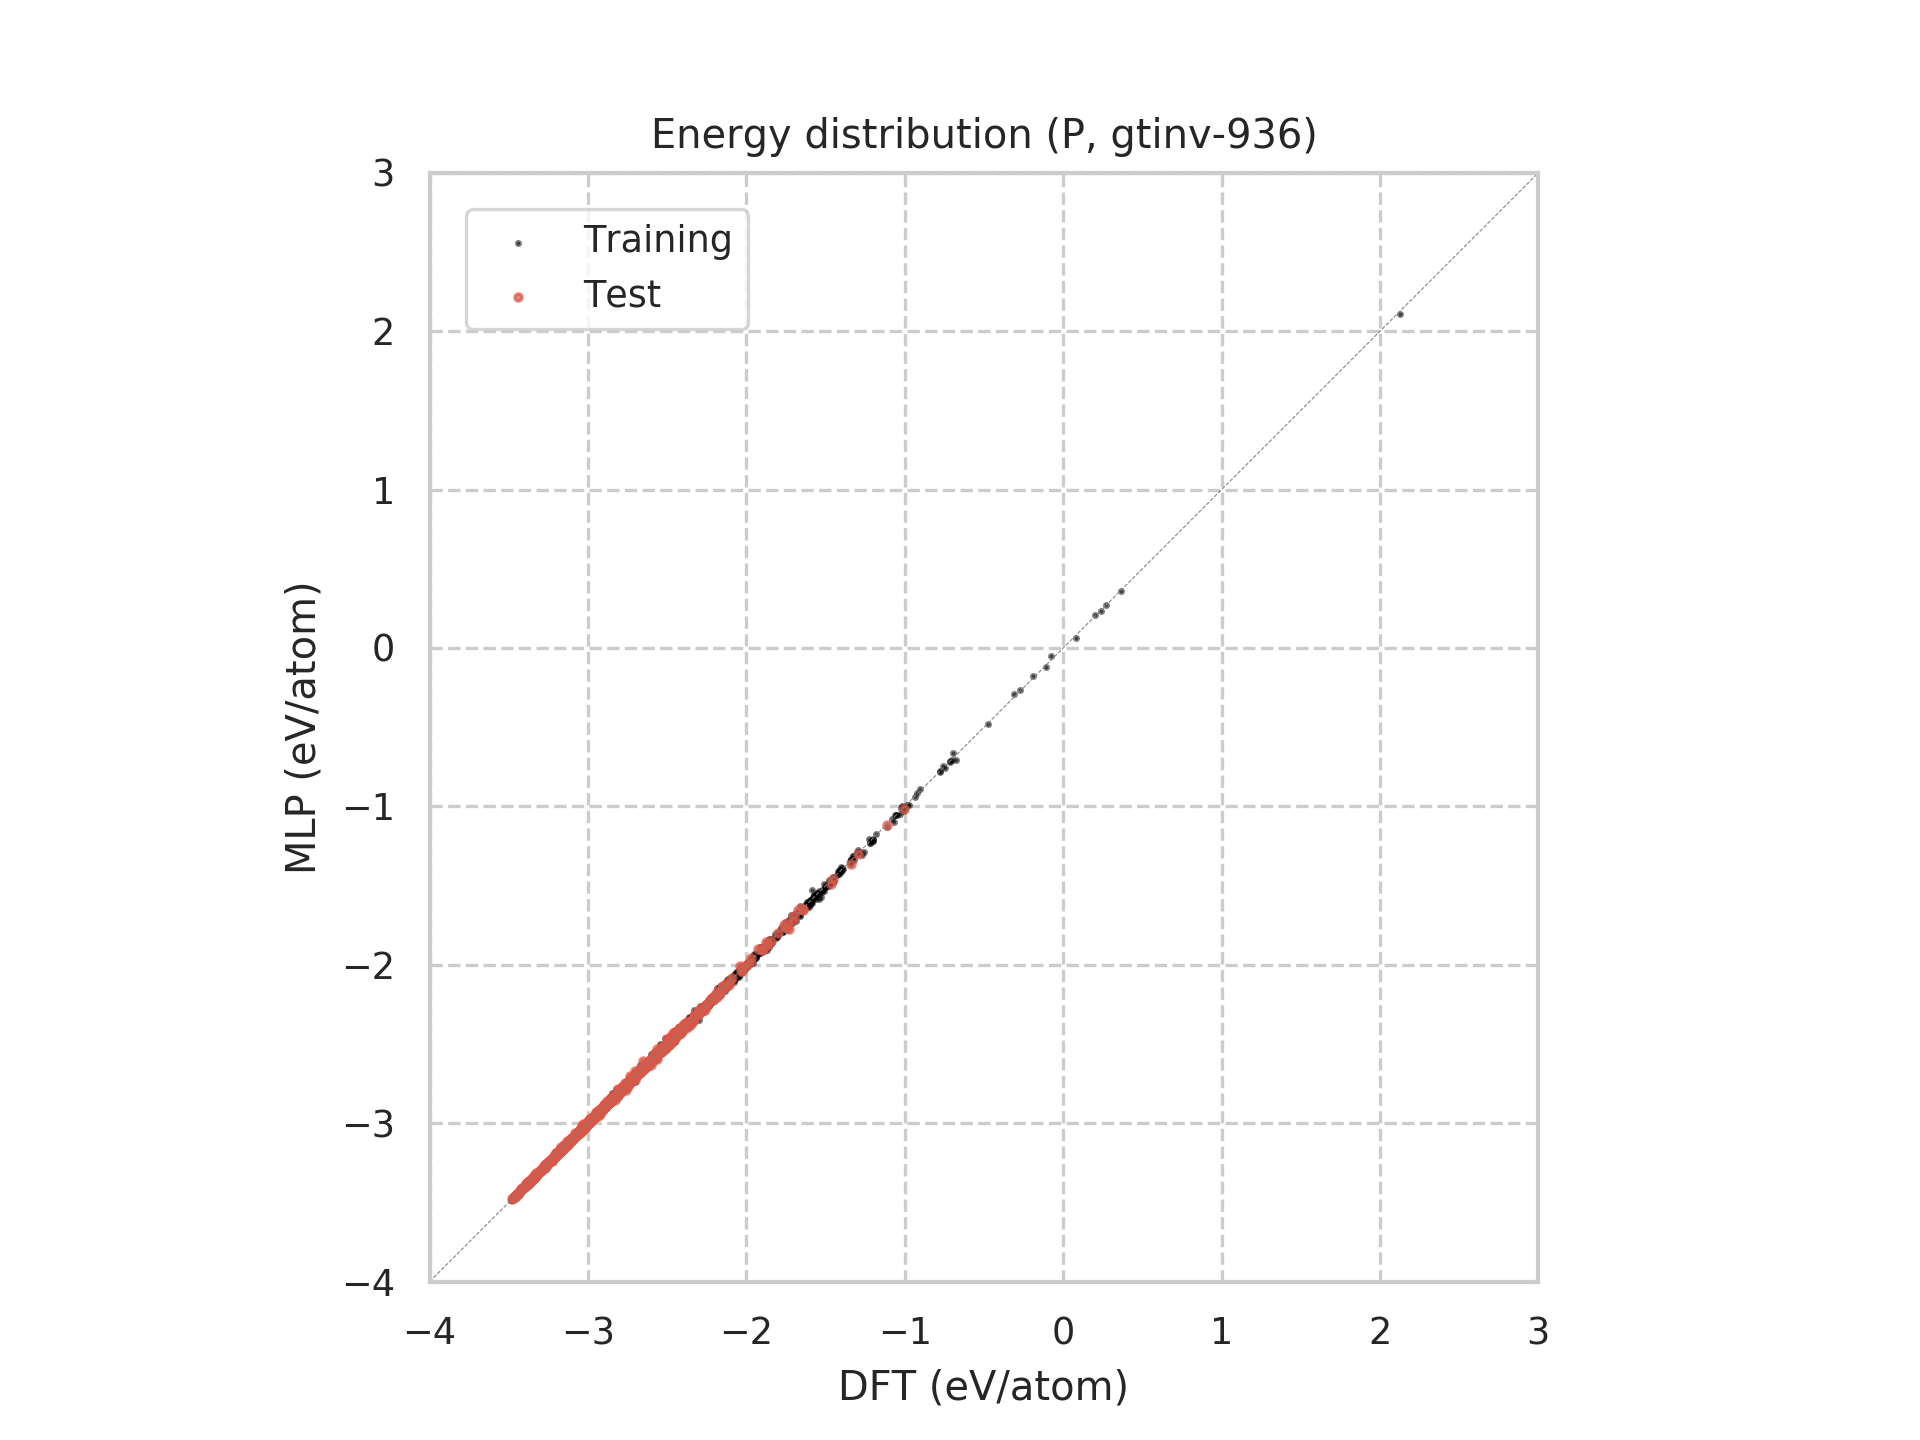 Energy distribution (P, gtinv-936)
3
2
1
0
−1
−2
−3
−4
MLP (eV/atom)
Training
Test
−4 −3 −2 −1 0 1 2 3
DFT (eV/atom)